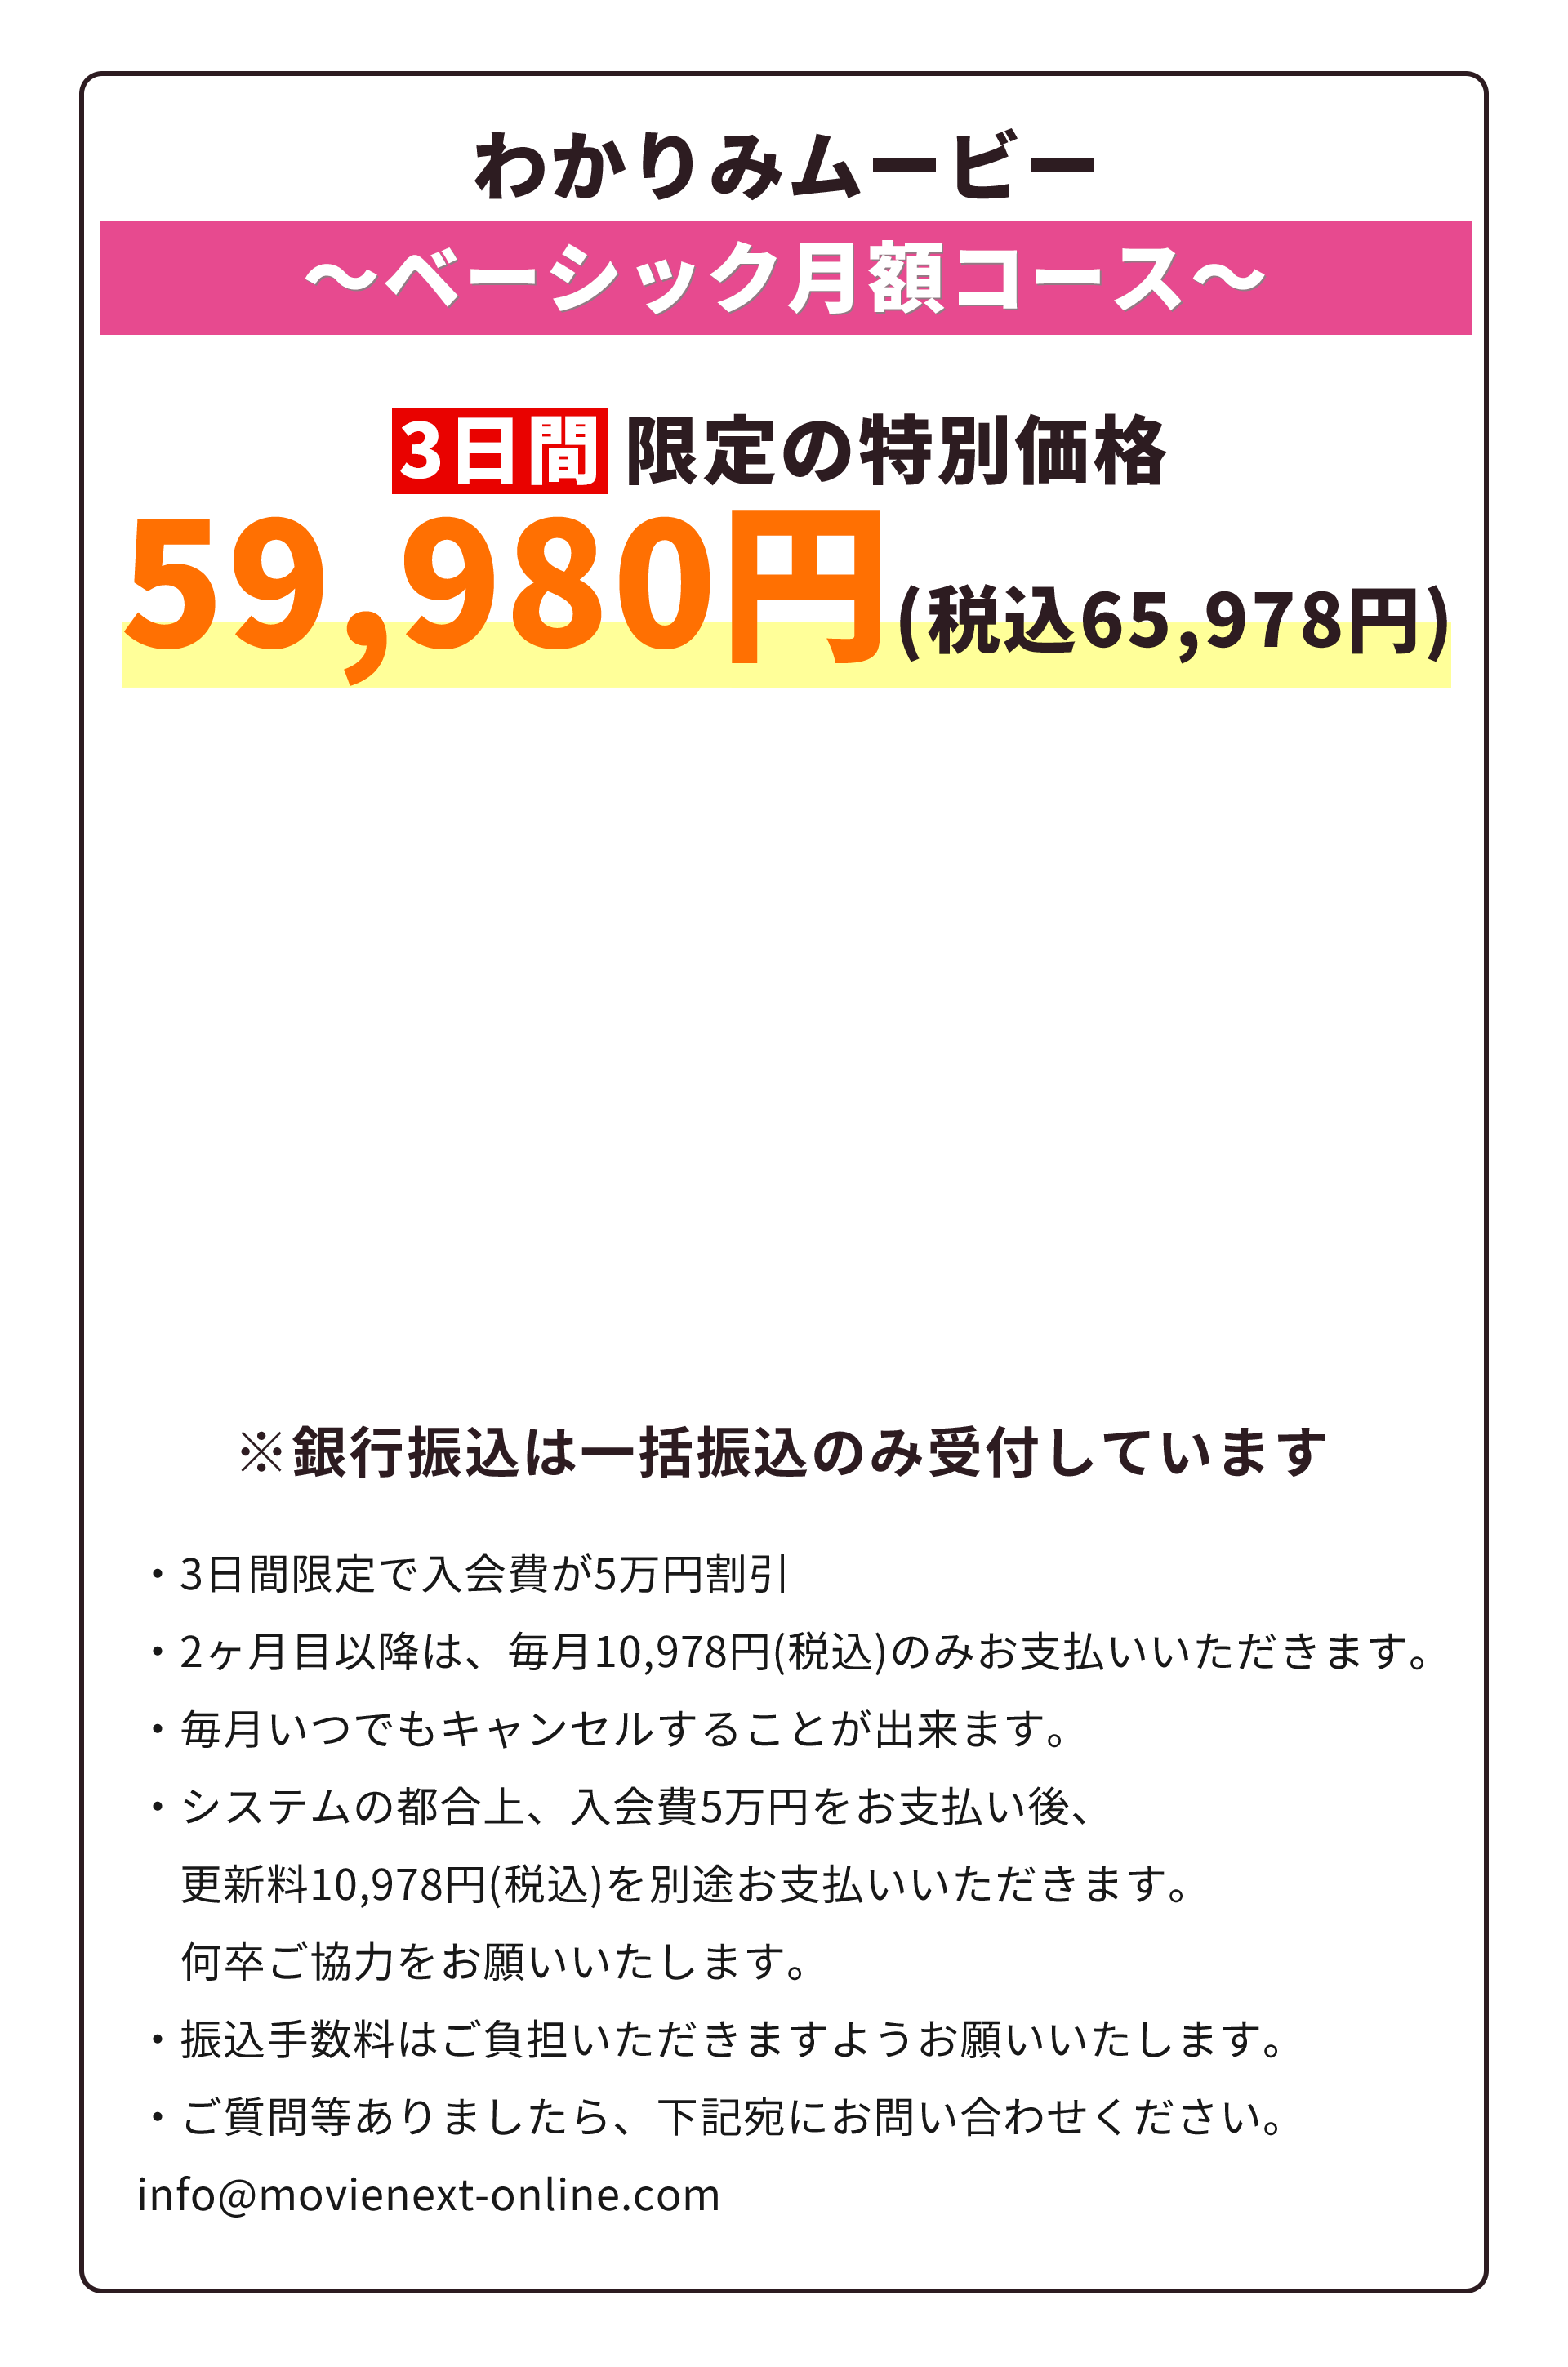 わかりみムービー
〜ベーシック月額コース〜
3日間 限定の特別価格
59,980円(税込65,978円)
※銀行振込は一括振込のみ受付しています
・3日間限定で入会費が5万円割引
・2ヶ月目以降は、毎月10,978円(税込)のみお支払いいただきます。
・毎月いつでもキャンセルすることが出来ます。
・システムの都合上、入会費5万円をお支払い後、
更新料10,978円(税込)を別途お支払いいただきます。
何卒ご協力をお願いいたします。
・振込手数料はご負担いただきますようお願いいたします。
・ご質問等ありましたら、下記宛にお問い合わせください。
info@movienext-online.com